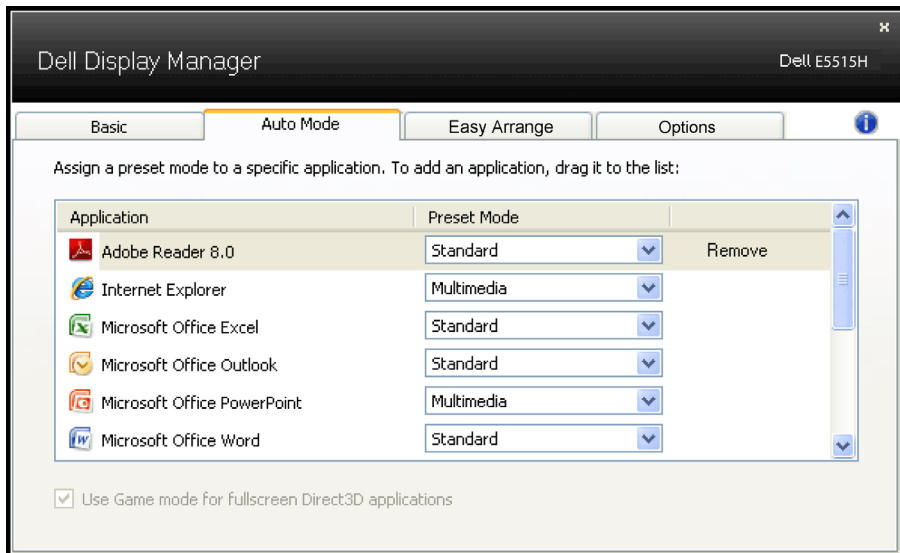 Dell Display Manager
Dell E5515H
Basic Auto Mode Easy Arrange Options
Assign a preset mode to a specific application. To add an application, drag it to the list:
Application Preset Mode
Adobe Reader 8.0 Standard Remove
Internet Explorer Multimedia
Microsoft Office Excel Standard
Microsoft Office Outlook Standard
Microsoft Office PowerPoint Multimedia
Microsoft Office Word Standard
Use Game mode for fullscreen Direct3D applications